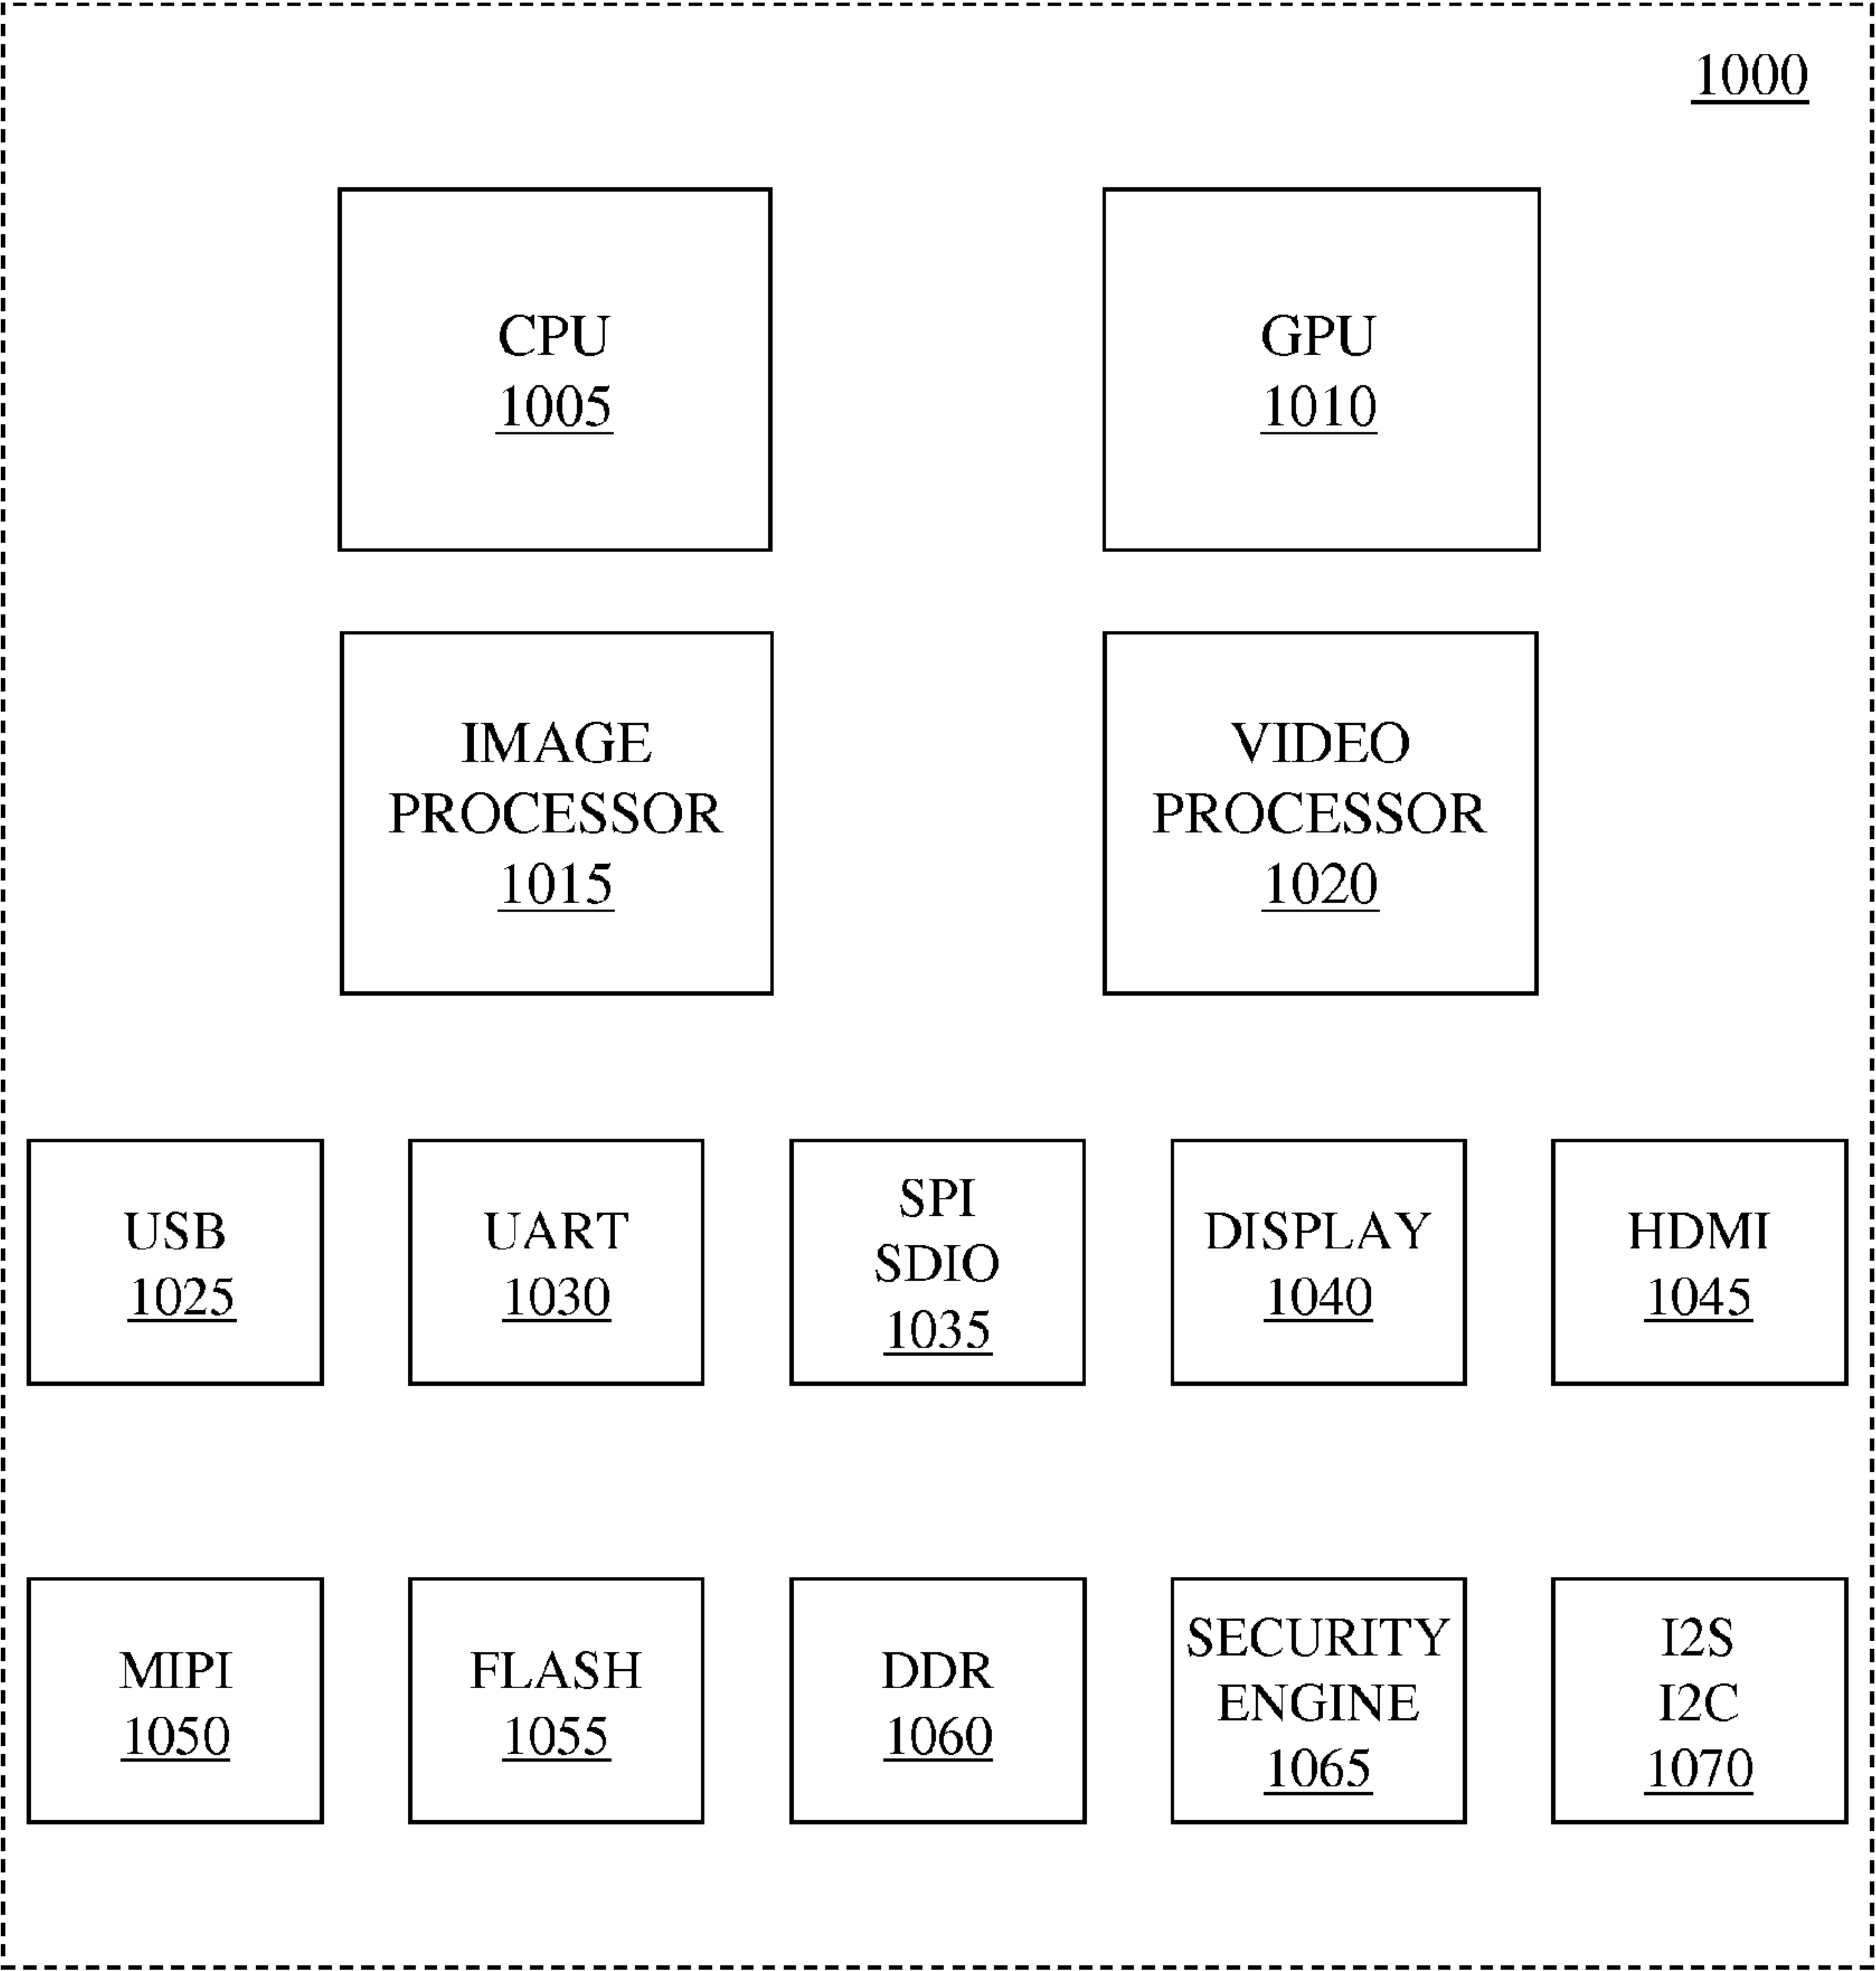 1000
CPU
1005
GPU
1010
IMAGE
PROCESSOR
1015
VIDEO
PROCESSOR
1020
USB
1025
UART
1030
SPI
SDIO
1035
DISPLAY
1040
HDMI
1045
MIPI
1050
FLASH
1055
DDR
1060
SECURITY
ENGINE
1065
I2S
I2C
1070